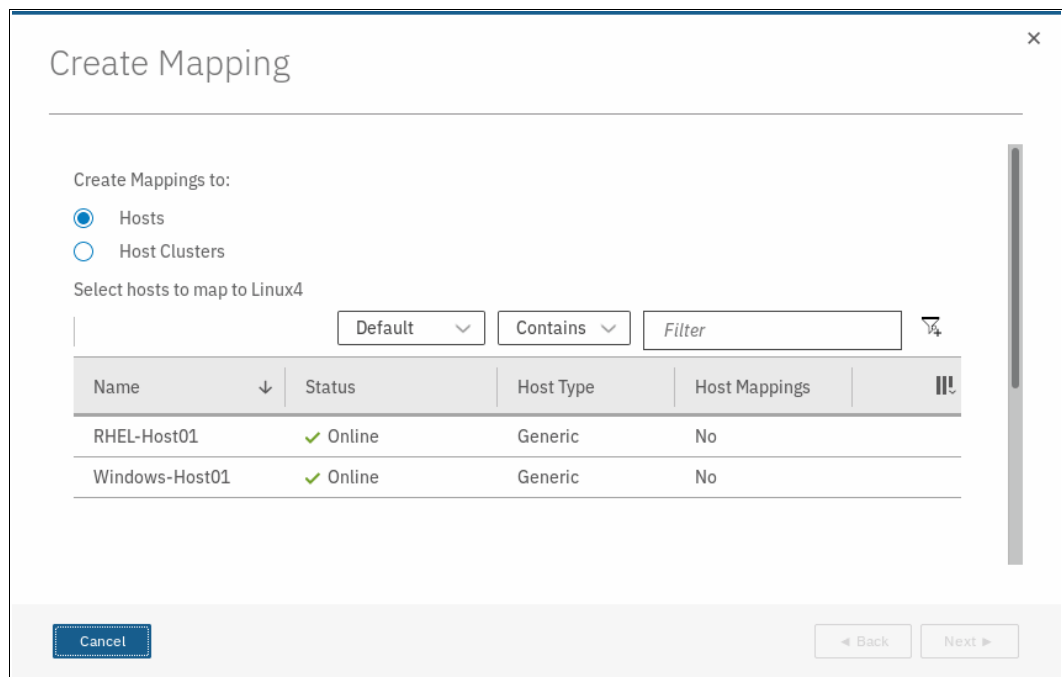 Create Mapping
Create Mappings to:
Hosts
Host Clusters
Select hosts to map to Linux4
Default Contains Filter
Name Status Host Type Host Mappings
RHEL-Host01 Online Generic No
Windows-Host01 Online Generic No
Cancel Back Next